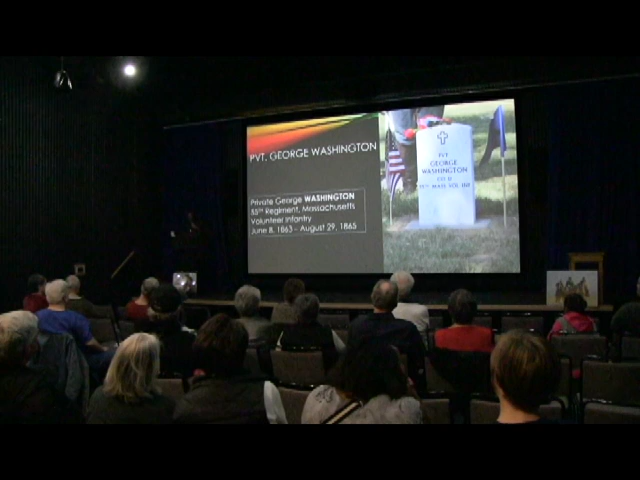 PVT. GEORGE WASHINGTON
Private George WASHINGTON
55TH Regiment, Massachusetts
Volunteer Infantry
June 8, 1863 - August 29, 1865
PVT
GEORGE
WASHINGTON